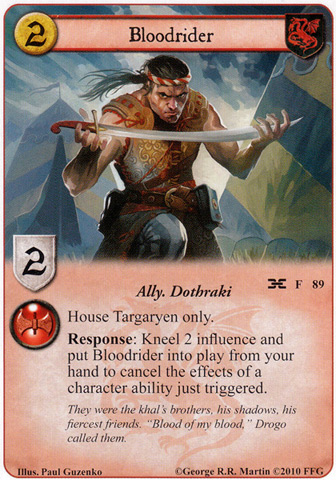 2 Bloodrider
2
Ally. Dothraki F 89
House Targaryen only.
Response: Kneel 2 influence and
put Bloodrider into play from your
hand to cancel the effects of a
character ability just triggered.
They were the khal's brothers, his shadows, his
fiercest friends. "Blood of my blood," Drogo
called them.
Illus. Paul Guzenko ©George R.R. Martin ©2010 FFG